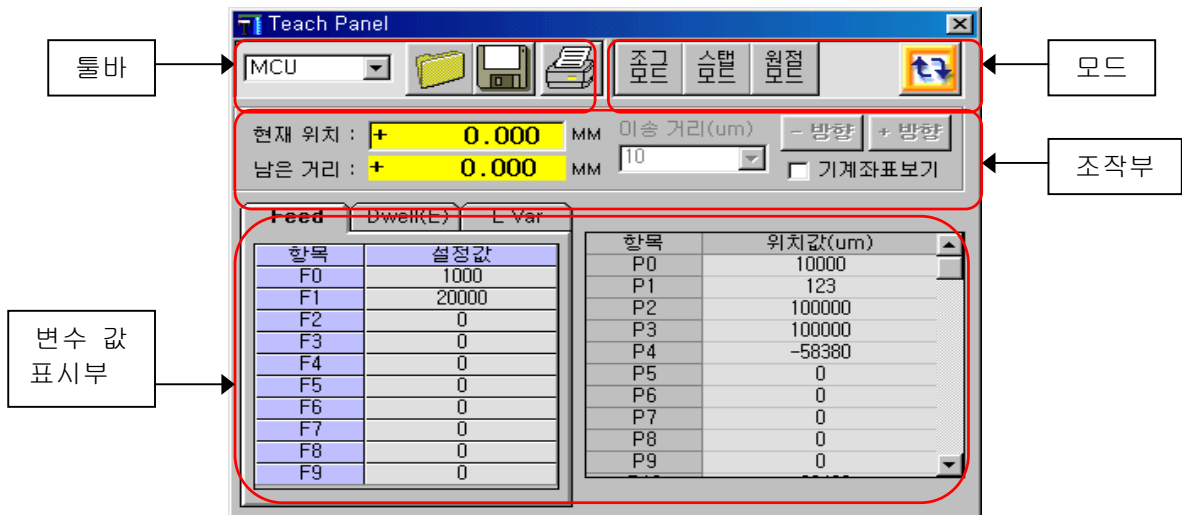 Teach Panel
툴바
MCU
조그
모드
스탭
모드
원점
모드
모드
현재 위치 : + 0.000 MM
남은 거리 : + 0.000 MM
이송 거리(um)
10
- 방향
+ 방향
기계좌표보기
조작부
Feed Dwell(E) L Var
항목 설정값
F0 1000
F1 20000
F2 0
F3 0
F4 0
F5 0
F6 0
F7 0
F8 0
F9 0
항목 위치값(um)
P0 10000
P1 123
P2 100000
P3 100000
P4 -58380
P5 0
P6 0
P7 0
P8 0
P9 0
변수 값
표시부